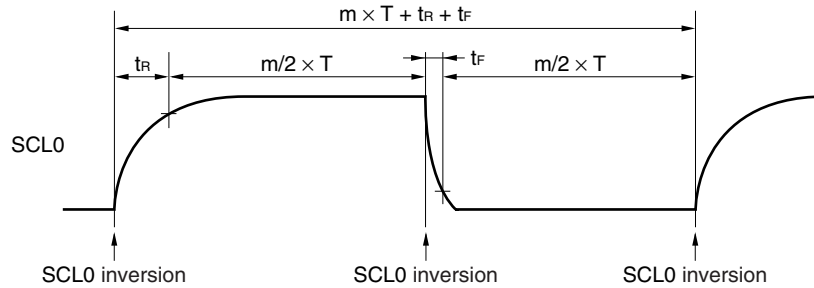 m × T + tR + tF
tR
m/2 × T
tF
m/2 × T
SCL0
SCL0 inversion
SCL0 inversion
SCL0 inversion